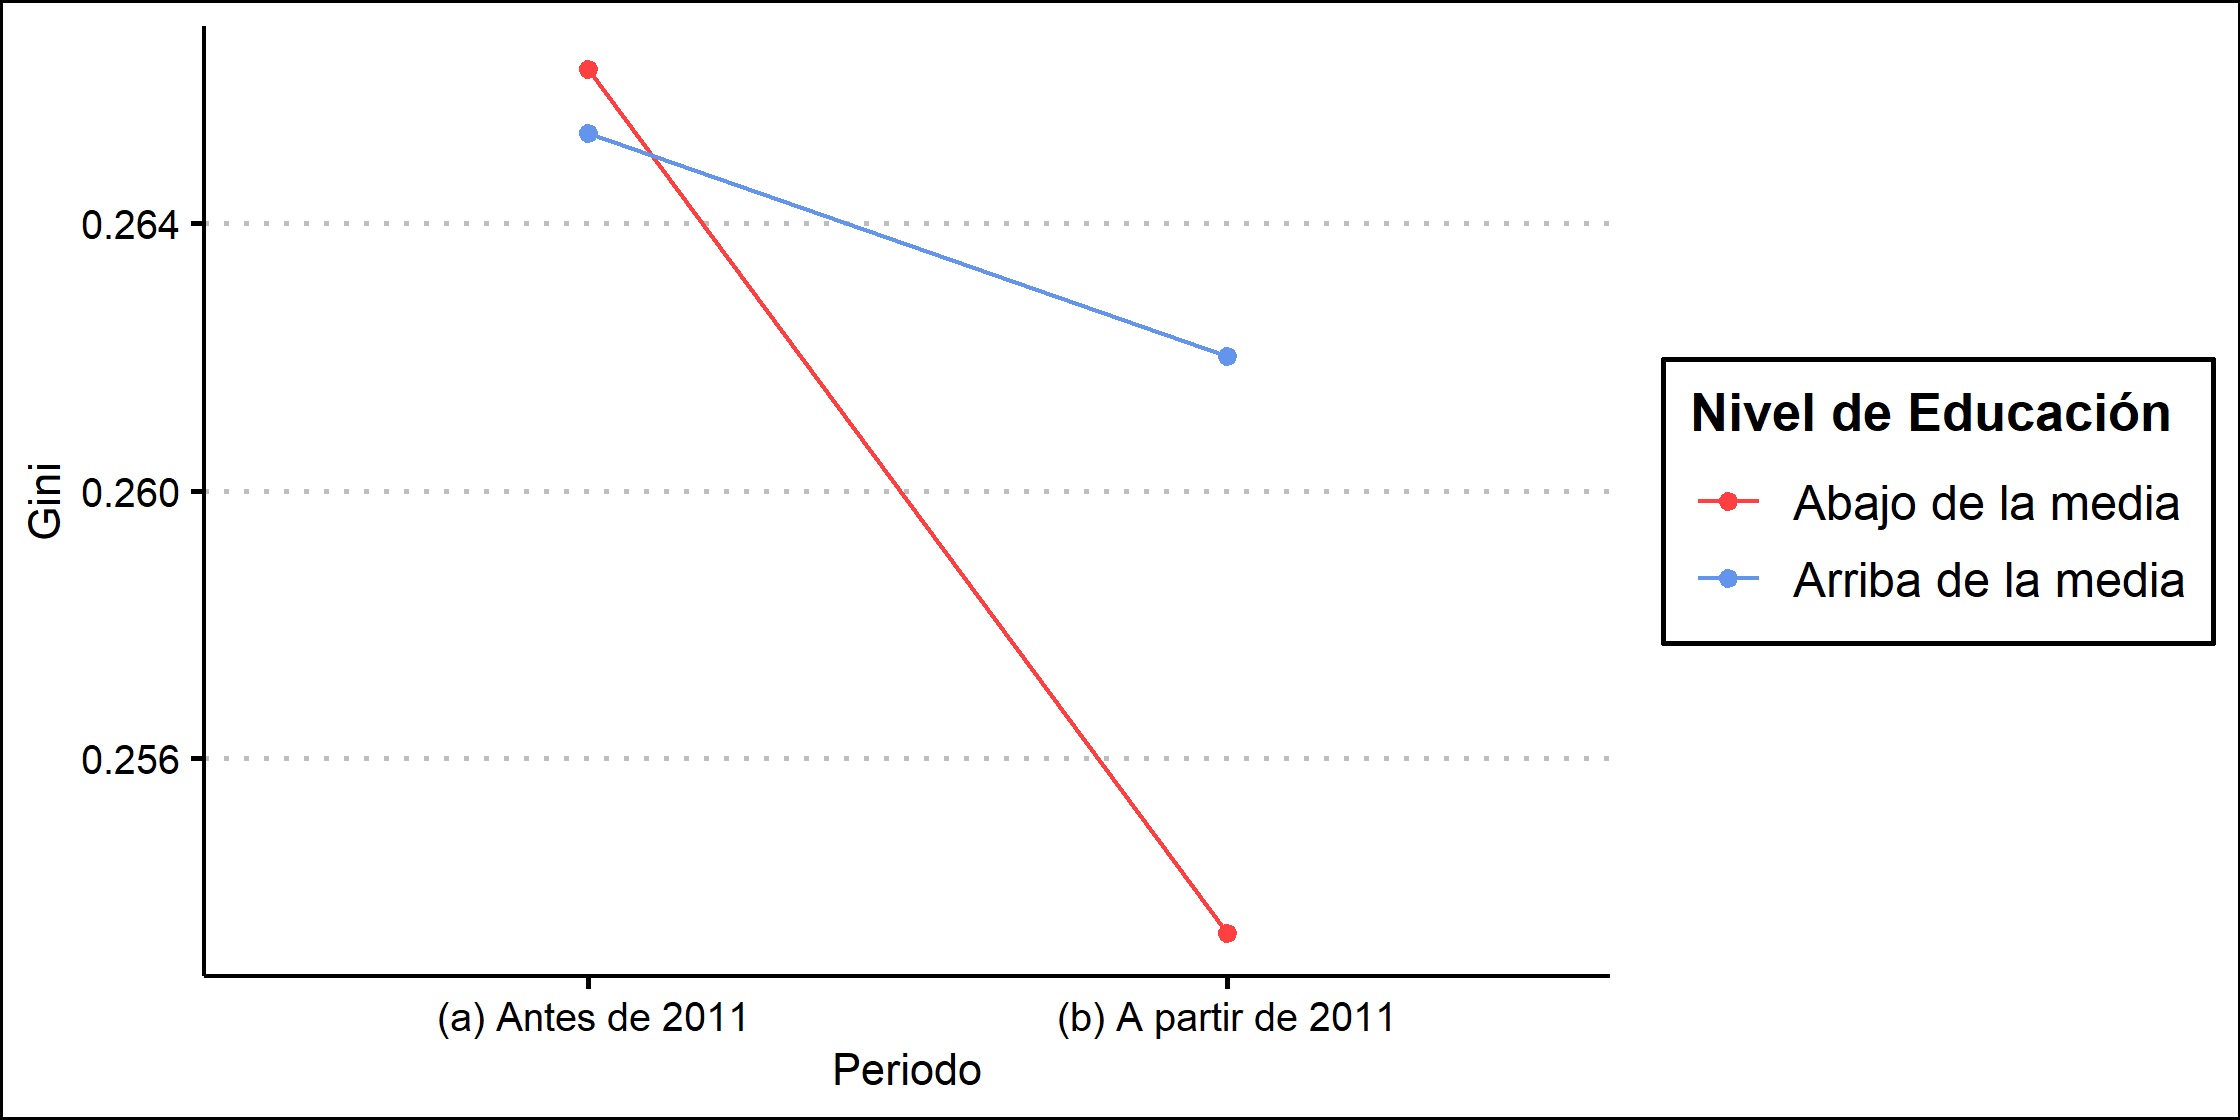 0.264
0.260
0.256
Gini
(a) Antes de 2011
(b) A partir de 2011
Periodo
Nivel de Educación
Abajo de la media
Arriba de la media